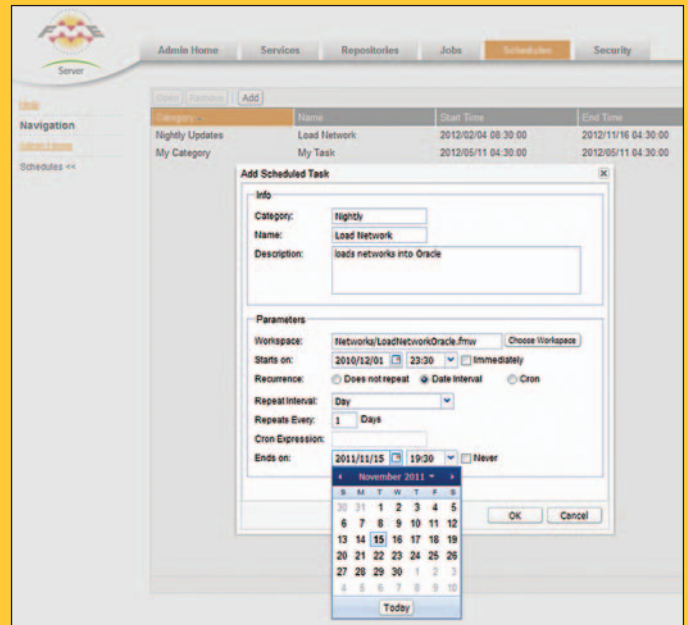 FME
Server
Admin Home Services Repositories Jobs Schedules Security
Help
Navigation
Admin Home
Schedules <<
Open Remove Add
Category Name Start Time End Time
Nightly Updates Load Network 2012/02/04 08:30:00 2012/11/16 04:30:00
My Category My Task 2012/05/11 04:30:00 2012/05/11 04:30:00
Add Scheduled Task
Info
Category: Nightly
Name: Load Network
Description: loads networks into Oracle
Parameters
Workspace: Networks/LoadNetworkOracle.fmw Choose Workspace
Starts on: 2010/12/01 23:30 Immediately
Recurrence: Does not repeat Date Interval Cron
Repeat Interval: Day
Repeats Every: 1 Days
Cron Expression:
Ends on: 2011/11/15 19:30 Never
November 2011
S M T W T F S
30 31 1 2 3 4 5
6 7 8 9 10 11 12
13 14 15 16 17 18 19
20 21 22 23 24 25 26
27 28 29 30 1 2 3
4 5 6 7 8 9 10
Today
OK Cancel